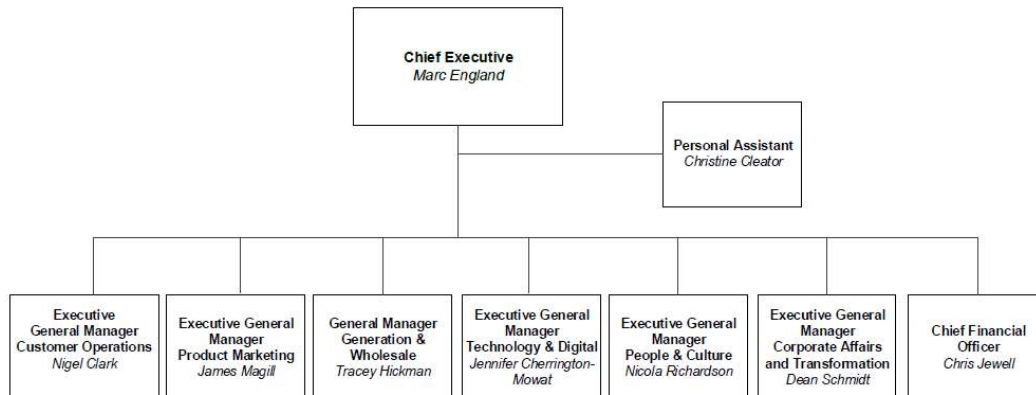 Chief Executive
Marc England
Personal Assistant
Christine Cleator
Executive
General Manager
Customer Operations
Nigel Clark
Executive General
Manager
Product Marketing
James Magill
General Manager
Generation &
Wholesale
Tracey Hickman
Executive General
Manager
Technology & Digital
Jennifer Cherrington-
Mowat
Executive General
Manager
People & Culture
Nicola Richardson
Executive General
Manager
Corporate Affairs
and Transformation
Dean Schmidt
Chief Financial
Officer
Chris Jewell